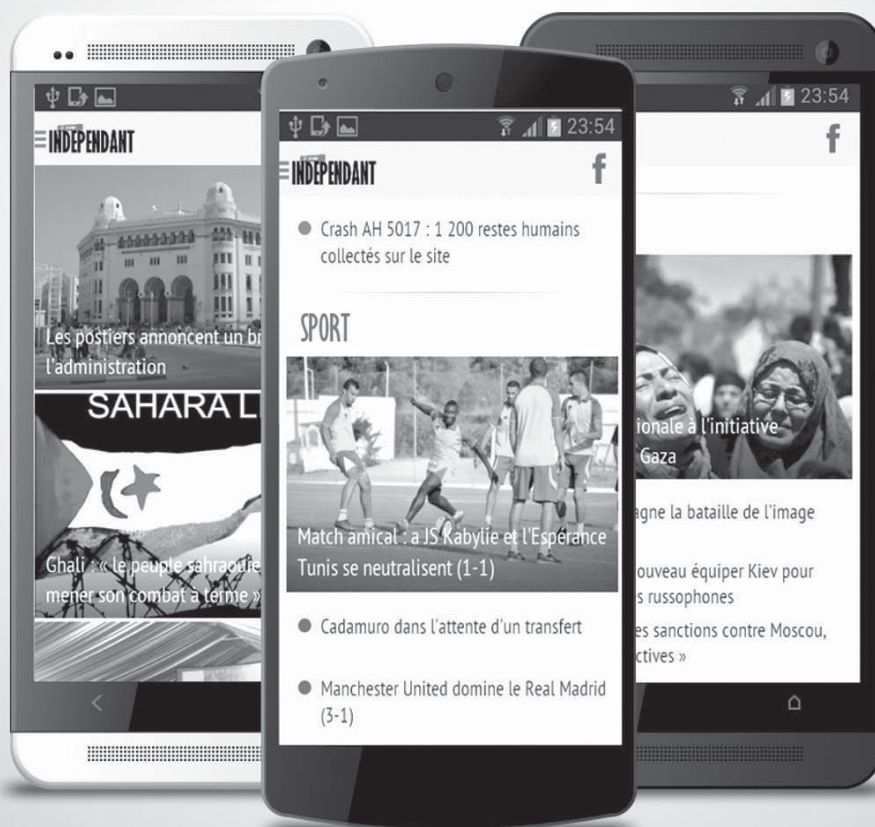 INDEPENDANT
Les postiers annoncent un br
l'administration
SAHARA L
Ghali : « le peuple sahraouie
mener son combat à terme »
23:54
INDEPENDANT
f
Crash AH 5017 : 1 200 restes humains
collectés sur le site
SPORT
Match amical : a JS Kabylie et l'Espérance
Tunis se neutralisent (1-1)
Cadamuro dans l'attente d'un transfert
Manchester United domine le Real Madrid
(3-1)
23:54
f
ionale à l'initiative
Gaza
agne la bataille de l'image
ouveau équiper Kiev pour
s russophones
es sanctions contre Moscou,
ctives »